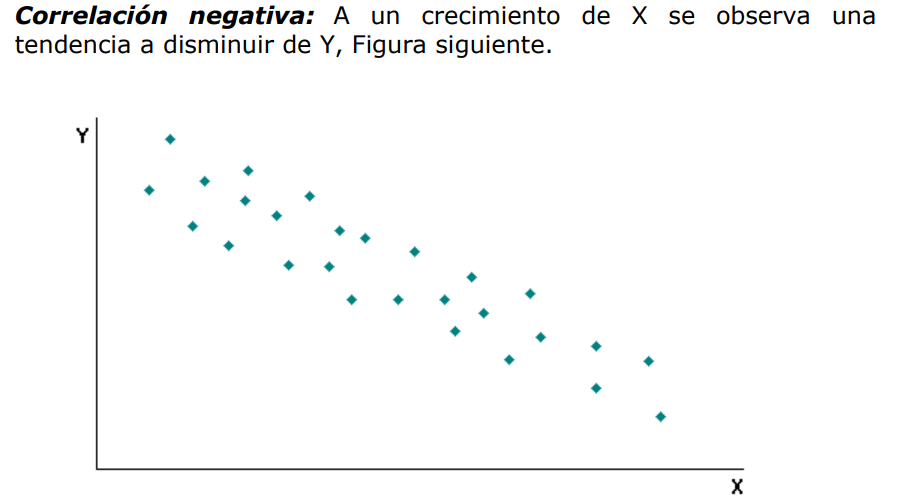 Correlación negativa: A un crecimiento de X se observa una
tendencia a disminuir de Y, Figura siguiente.
Y
X